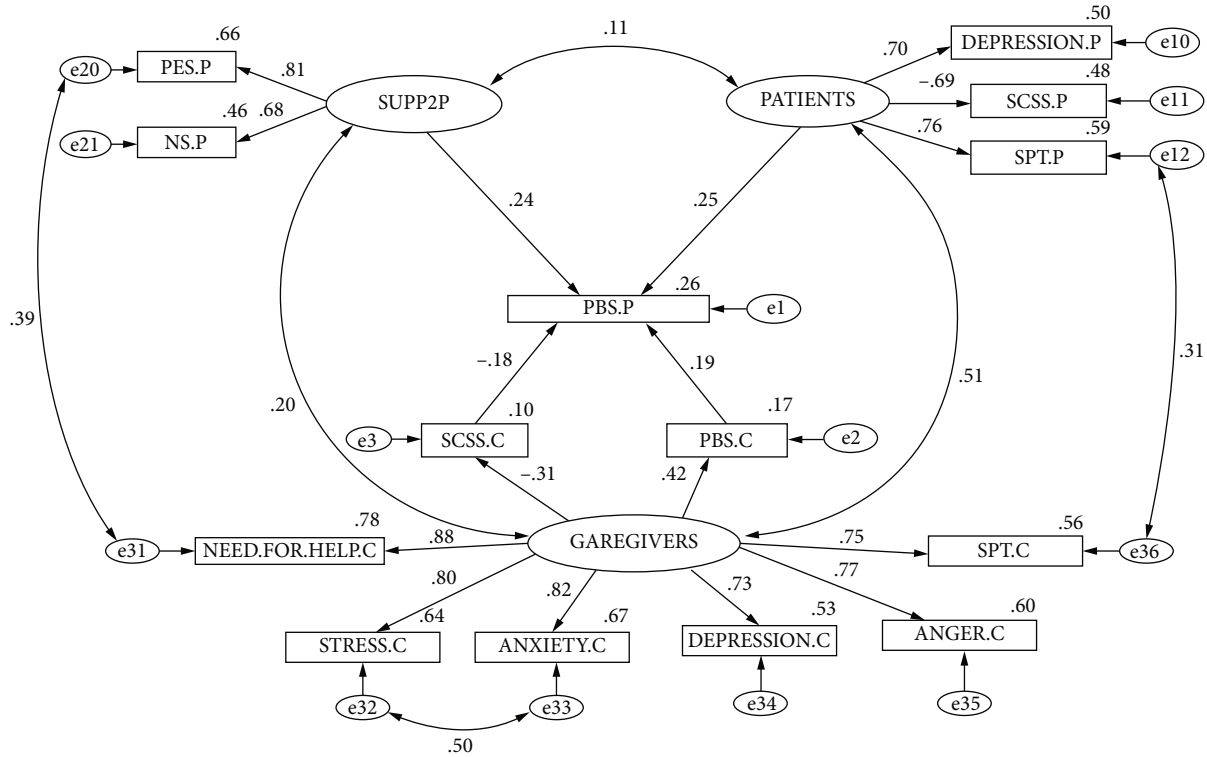 .11
.50
.66
DEPRESSION.P
e10
.70
e20
PES.P
.81
–.69
.48
SUPP2P
PATIENTS
SCSS.P
e11
.46
.68
.76
.59
e21
NS.P
SPT.P
e12
.24
.25
.26
PBS.P
e1
.39
.31
–.18
.19
.51
.20
.10
.17
e3
SCSS.C
PBS.C
e2
–.31
.42
.78
.56
.88
GAREGIVERS
.75
e31
NEED.FOR.HELP.C
SPT.C
e36
.80
.82
.73
.77
.64
.67
.53
.60
STRESS.C
ANXIETY.C
DEPRESSION.C
ANGER.C
e32
e33
e34
e35
.50